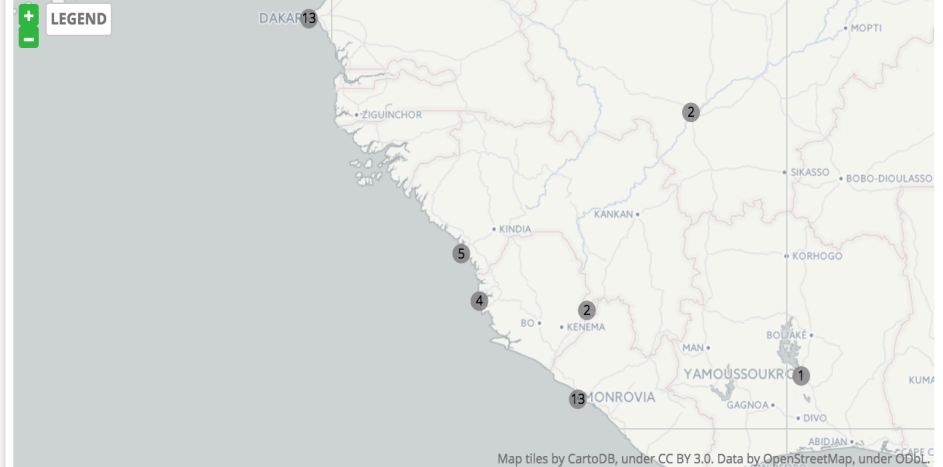 +
−
LEGEND
DAKAR
13
MOPTI
2
ZIGUINCHOR
SIKASSO
BOBO-DIOULASSO
KANKAN
KINDIA
5
KORHOGO
4
2
BO
KENEMA
BOUAKÉ
MAN
YAMOUSSOUKRO
1
KUMA
13
MONROVIA
GAGNOA
DIVO
ABIDJAN
CAPE C
Map tiles by CartoDB, under CC BY 3.0. Data by OpenStreetMap, under ODbL.